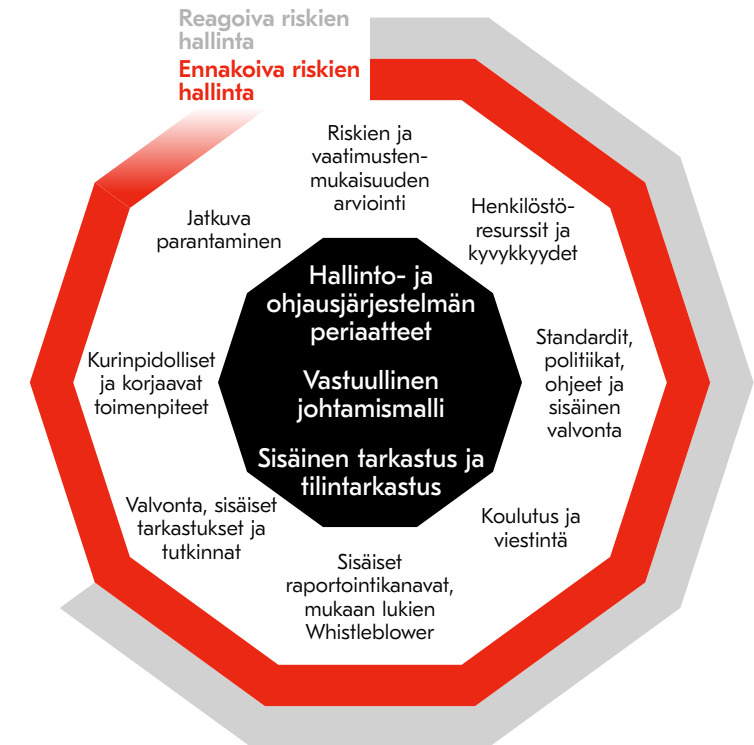 Reagoiva riskien
hallinta
Ennakoiva riskien
hallinta
Riskien ja
vaatimusten-
mukaisuuden
arviointi
Henkilöstö-
resurssit ja
kyvykkyydet
Standardit,
politiikat,
ohjeet ja
sisäinen
valvonta
Koulutus ja
viestintä
Sisäiset
raportointikanavat,
mukaan lukien
Whistleblower
Valvonta, sisäiset
tarkastukset ja
tutkinnat
Kurinpidolliset
ja korjaavat
toimenpiteet
Jatkuva
parantaminen
Hallinto- ja
ohjausjärjestelmän
periaatteet
Vastuullinen
johtamismalli
Sisäinen tarkastus ja
tilintarkastus